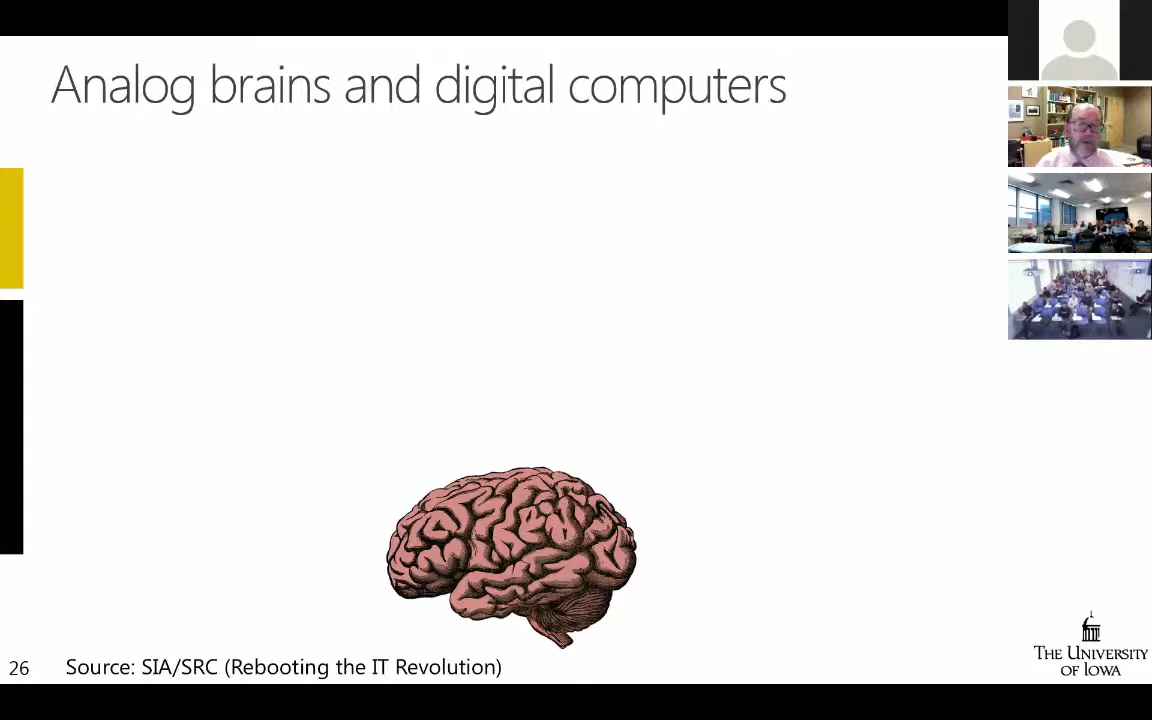 Analog brains and digital computers
26
Source: SIA/SRC (Rebooting the IT Revolution)
THE UNIVERSITY
OF IOWA